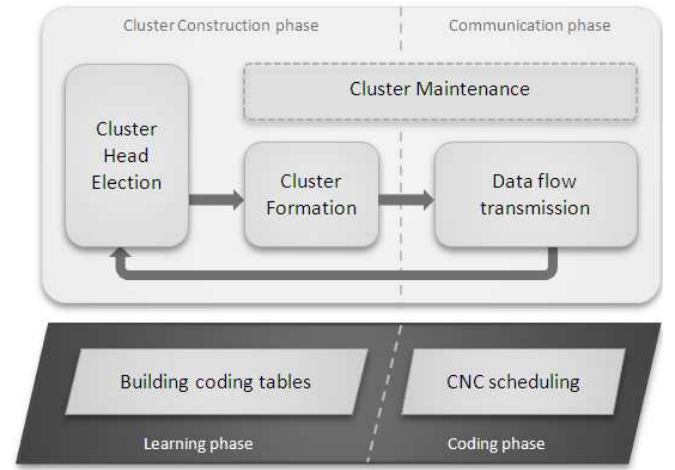 Cluster Construction phase
Communication phase
Cluster Maintenance
Cluster
Head
Election
Cluster
Formation
Data flow
transmission
Building coding tables
CNC scheduling
Learning phase
Coding phase